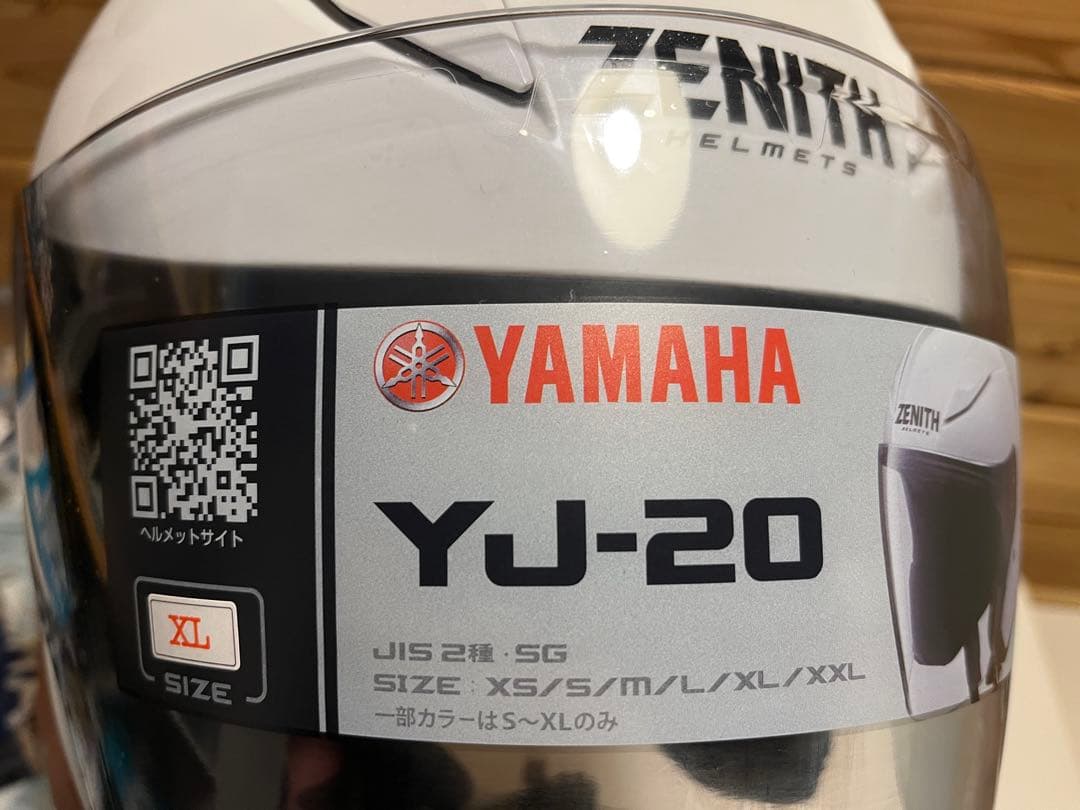 ZENITH
HELMETS
YAMAHA
ZENITH
HELMETS
YJ-20
ヘルメットサイト
XL
SIZE
JIS 2種・SG
SIZE : XS/S/M/L/XL/XXL
一部カラーはS〜XLのみ